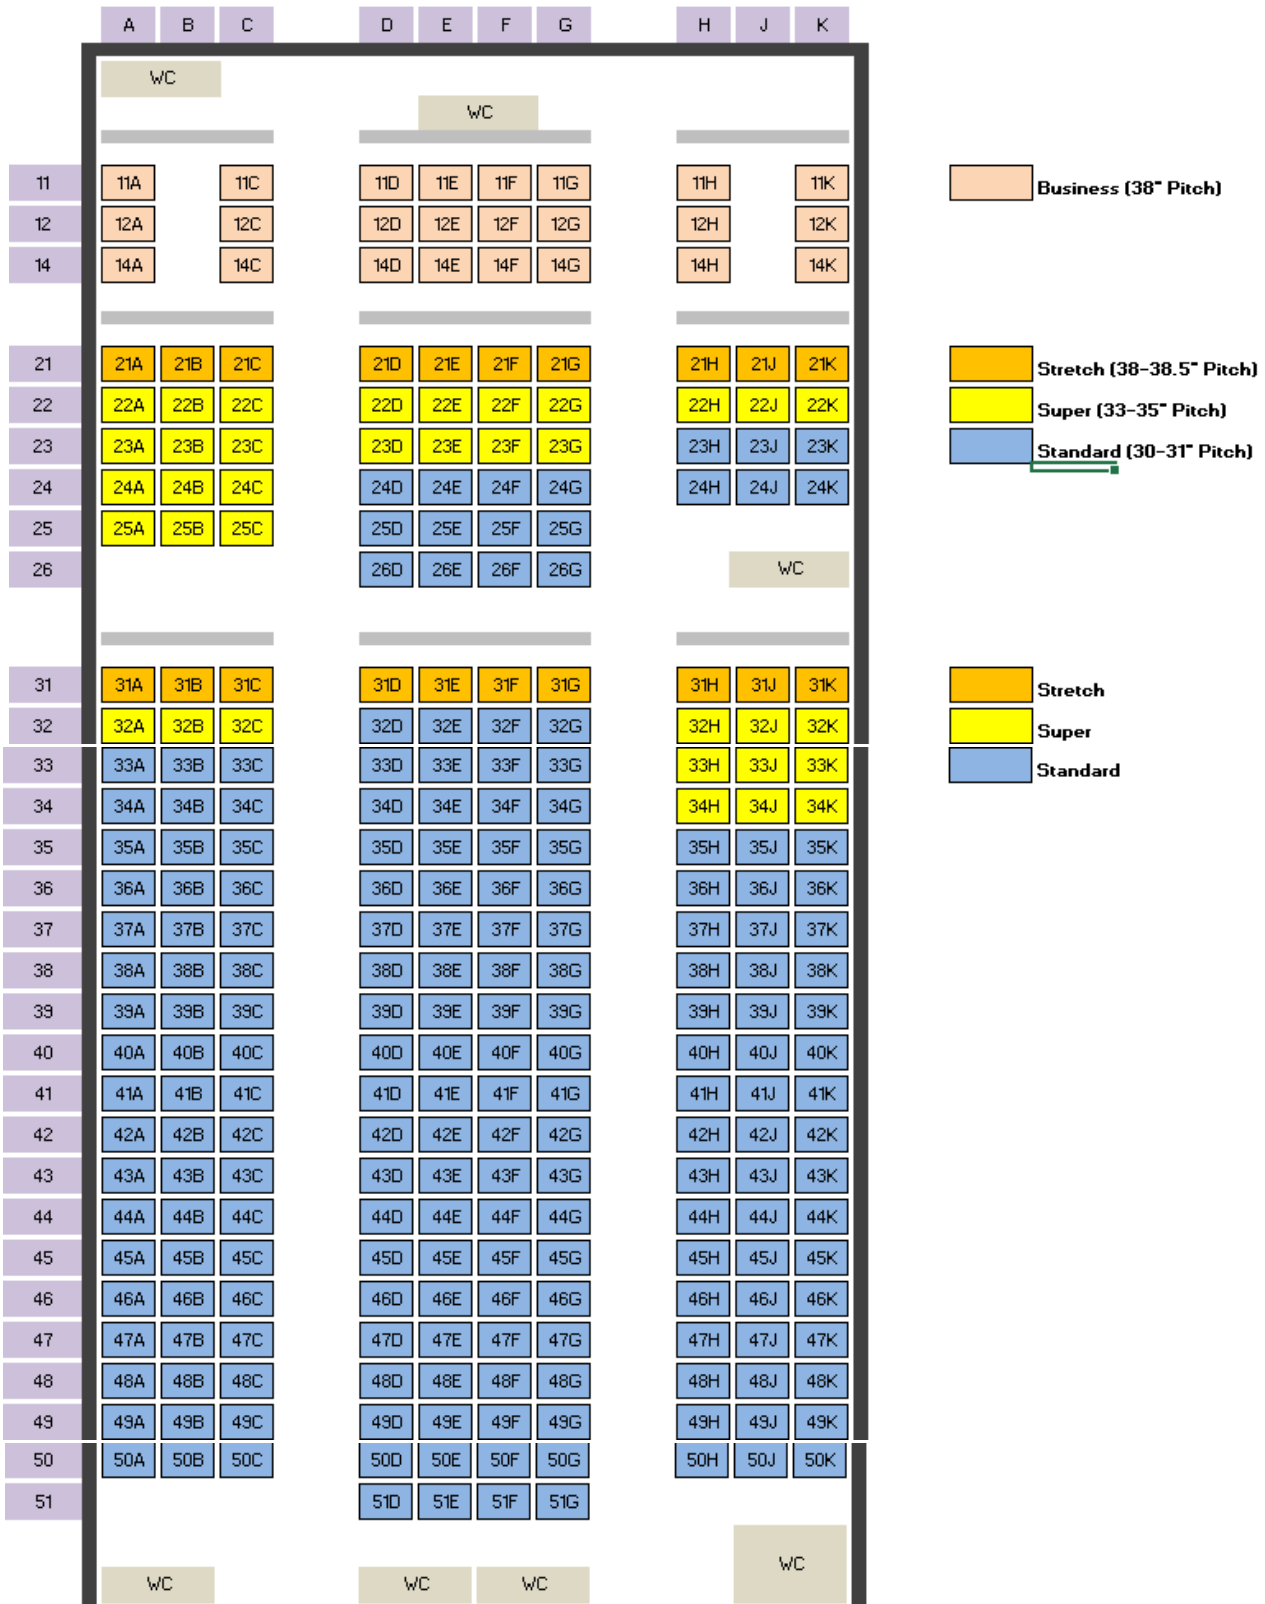 A B C D E F G H J K
WC
WC
11 11A 11C 11D 11E 11F 11G 11H 11K Business (38" Pitch)
12 12A 12C 12D 12E 12F 12G 12H 12K
14 14A 14C 14D 14E 14F 14G 14H 14K
21 21A 21B 21C 21D 21E 21F 21G 21H 21J 21K Stretch (38-38.5" Pitch)
22 22A 22B 22C 22D 22E 22F 22G 22H 22J 22K Super (33-35" Pitch)
23 23A 23B 23C 23D 23E 23F 23G 23H 23J 23K Standard (30-31" Pitch)
24 24A 24B 24C 24D 24E 24F 24G 24H 24J 24K
25 25A 25B 25C 25D 25E 25F 25G
26 26D 26E 26F 26G WC
31 31A 31B 31C 31D 31E 31F 31G 31H 31J 31K Stretch
32 32A 32B 32C 32D 32E 32F 32G 32H 32J 32K Super
33 33A 33B 33C 33D 33E 33F 33G 33H 33J 33K Standard
34 34A 34B 34C 34D 34E 34F 34G 34H 34J 34K
35 35A 35B 35C 35D 35E 35F 35G 35H 35J 35K
36 36A 36B 36C 36D 36E 36F 36G 36H 36J 36K
37 37A 37B 37C 37D 37E 37F 37G 37H 37J 37K
38 38A 38B 38C 38D 38E 38F 38G 38H 38J 38K
39 39A 39B 39C 39D 39E 39F 39G 39H 39J 39K
40 40A 40B 40C 40D 40E 40F 40G 40H 40J 40K
41 41A 41B 41C 41D 41E 41F 41G 41H 41J 41K
42 42A 42B 42C 42D 42E 42F 42G 42H 42J 42K
43 43A 43B 43C 43D 43E 43F 43G 43H 43J 43K
44 44A 44B 44C 44D 44E 44F 44G 44H 44J 44K
45 45A 45B 45C 45D 45E 45F 45G 45H 45J 45K
46 46A 46B 46C 46D 46E 46F 46G 46H 46J 46K
47 47A 47B 47C 47D 47E 47F 47G 47H 47J 47K
48 48A 48B 48C 48D 48E 48F 48G 48H 48J 48K
49 49A 49B 49C 49D 49E 49F 49G 49H 49J 49K
50 50A 50B 50C 50D 50E 50F 50G 50H 50J 50K
51 51D 51E 51F 51G
WC
WC WC WC